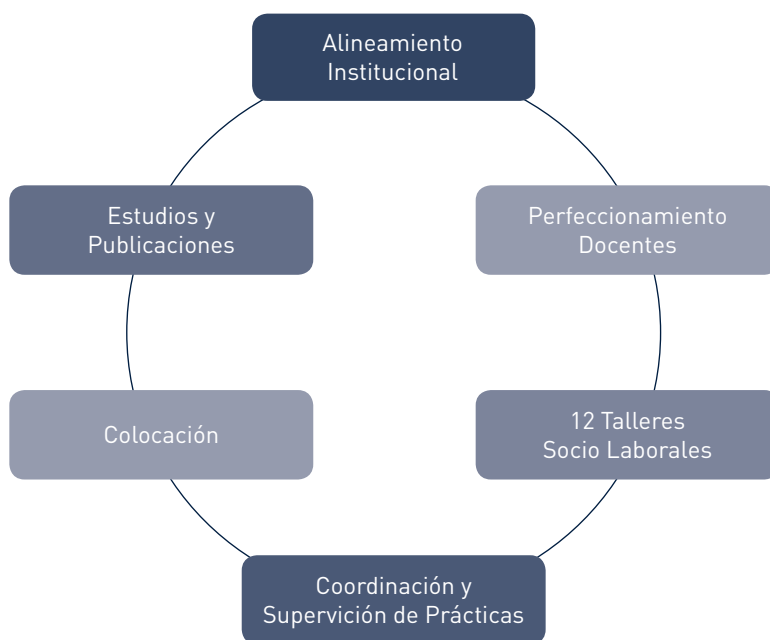 Alineamiento
Institucional
Estudios y
Publicaciones
Perfeccionamiento
Docentes
Colocación
12 Talleres
Socio Laborales
Coordinación y
Supervición de Prácticas